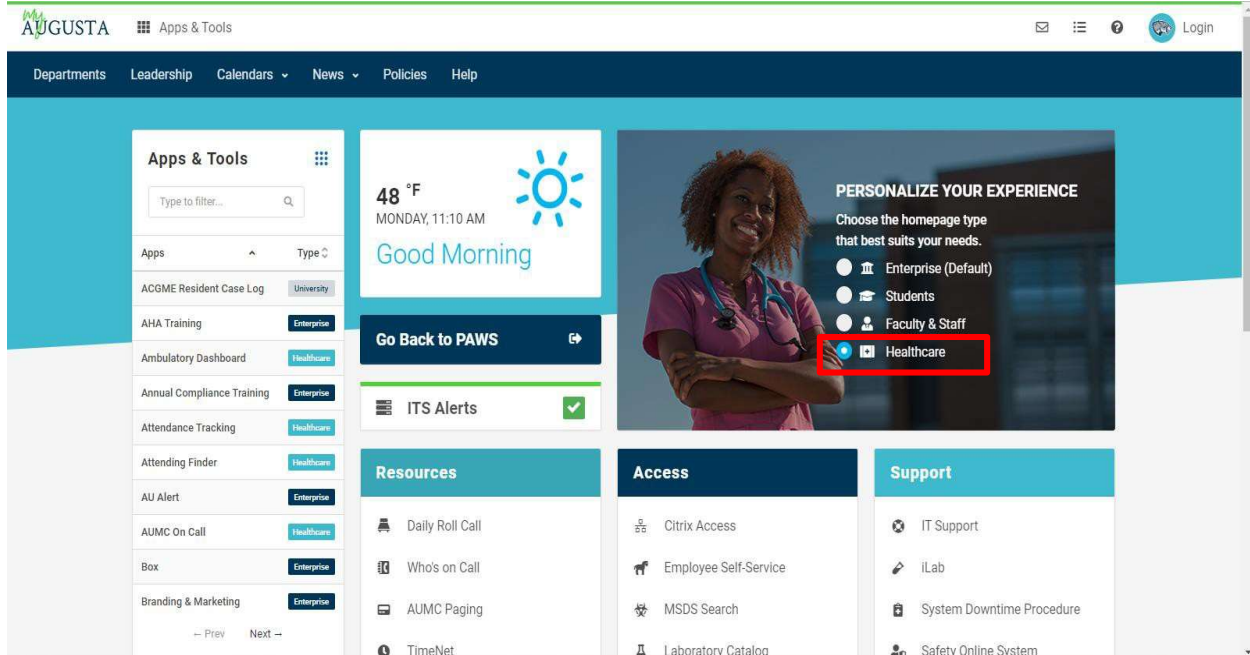 My
AUGUSTA
Apps & Tools
Login
Departments
Leadership
Calendars
News
Policies
Help
Apps & Tools
Type to filter...
Apps
Type
ACGME Resident Case Log
University
AHA Training
Enterprise
Ambulatory Dashboard
Healthcare
Annual Compliance Training
Enterprise
Attendance Tracking
Healthcare
Attending Finder
Healthcare
AU Alert
Enterprise
AUMC On Call
Healthcare
Box
Enterprise
Branding & Marketing
Enterprise
← Prev
Next →
48 °F
MONDAY, 11:10 AM
Good Morning
Go Back to PAWS
ITS Alerts
PERSONALIZE YOUR EXPERIENCE
Choose the homepage type
that best suits your needs.
Enterprise (Default)
Students
Faculty & Staff
Healthcare
Resources
Daily Roll Call
Who's on Call
AUMC Paging
TimeNet
Access
Citrix Access
Employee Self-Service
MSDS Search
Laboratory Catalog
Support
IT Support
iLab
System Downtime Procedure
Safety Online System